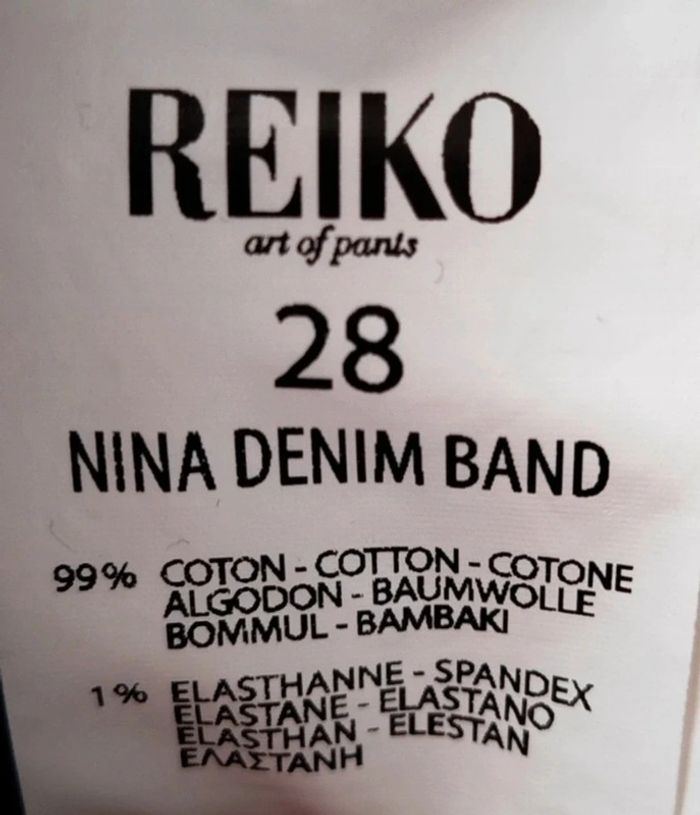 REIKO
art of pants
28
NINA DENIM BAND
99% COTON - COTTON - COTONE
ALGODON - BAUMWOLLE
BOMMUL - BAMBAKI
1% ELASTHANNE - SPANDEX
ELASTANE - ELASTANO
ELASTHAN - ELESTAN
ΕΛΑΣΤΑΝΗ